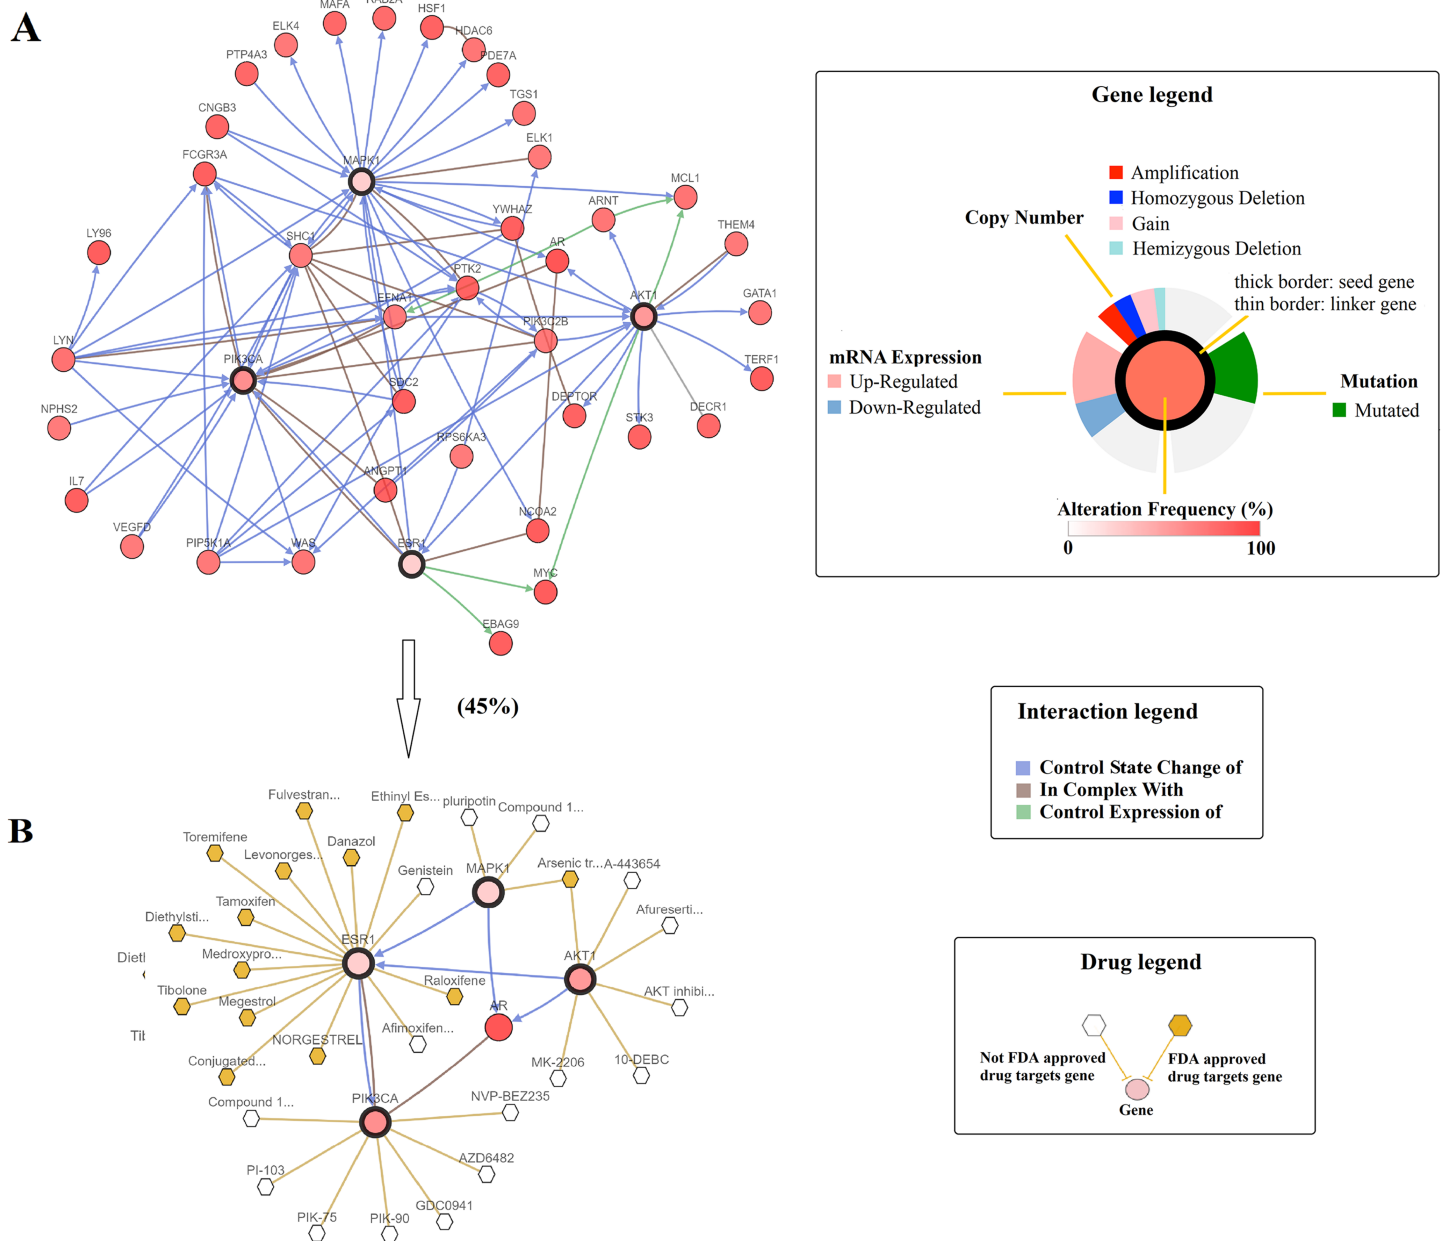 A
MAFA
RAD2A
HSF1
ELK4
HDAC6
PTP4A3
PDE7A
CNGB3
TGS1
ELK1
FCGR3A
MAPK1
MCL1
ARNT
YWHAZ
THEM4
LY96
SHC1
AR
PTK2
EFNA1
AKT1
GATA1
PIK3C2B
LYN
PIK3CA
TERF1
SDC2
NPHS2
DEPTOR
STK3
DECR1
RPS6KA3
IL7
ANGPT1
VEGFD
NCOA2
PIP5K1A
WAS
ESR1
MYC
EBAG9
(45%)
Gene legend
Amplification
Homozygous Deletion
Gain
Hemizygous Deletion
Copy Number
thick border: seed gene
thin border: linker gene
mRNA Expression
Up-Regulated
Down-Regulated
Mutation
Mutated
Alteration Frequency (%)
0
100
Interaction legend
Control State Change of
In Complex With
Control Expression of
B
Fulvestran...
Ethinyl Es...
pluripotin
Compound 1...
Toremifene
Levonorges...
Danazol
Genistein
MAPK1
Arsenic tr...
A-443654
Tamoxifen
Diethylsti...
Afureserti...
ESR1
Medroxypro...
AKT1
Dietl
Tibolone
Megestrol
Raloxifene
AR
AKT inhibi...
Afimoxifen...
NORGESTREL
Conjugated...
MK-2206
10-DEBC
PIK3CA
NVP-BEZ235
Compound 1...
PI-103
AZD6482
PIK-75
PIK-90
GDC0941
Drug legend
Not FDA approved
drug targets gene
FDA approved
drug targets gene
Gene